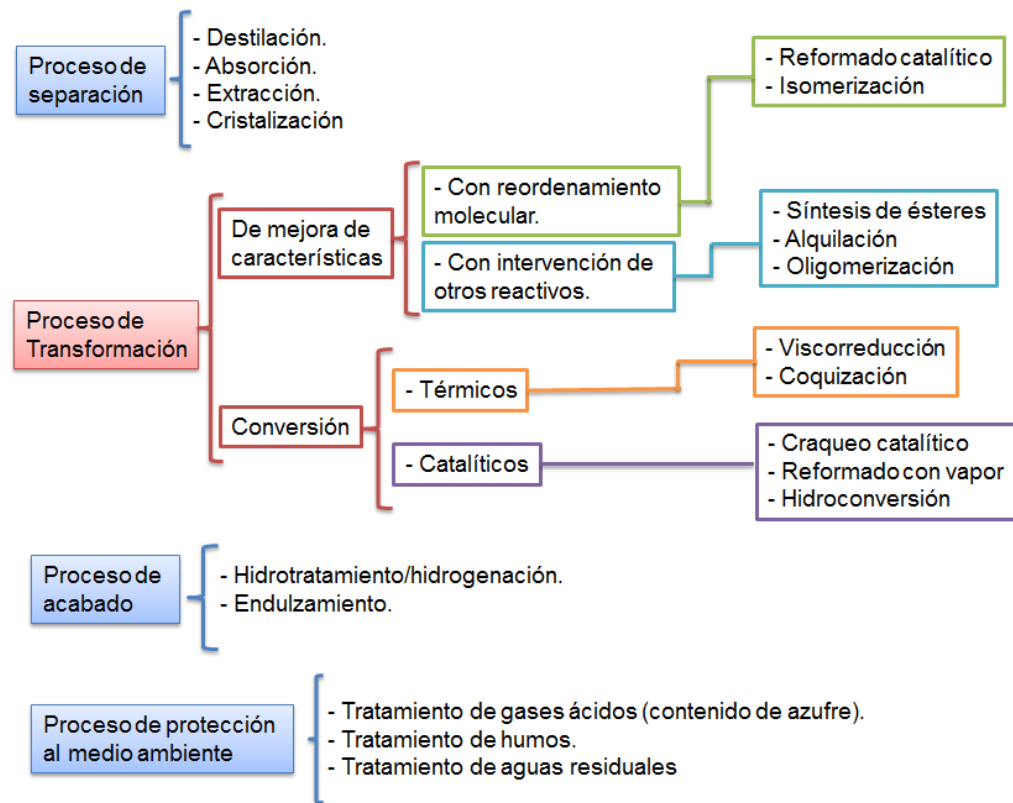 Proceso de
separación
- Destilación.
- Absorción.
- Extracción.
- Cristalización
- Reformado catalítico
- Isomerización
Proceso de
Transformación
De mejora de
características
- Con reordenamiento
molecular.
- Con intervención de
otros reactivos.
- Síntesis de ésteres
- Alquilación
- Oligomerización
Conversión
- Térmicos
- Viscorreducción
- Coquización
- Catalíticos
- Craqueo catalítico
- Reformado con vapor
- Hidroconversión
Proceso de
acabado
- Hidrotratamiento/hidrogenación.
- Endulzamiento.
Proceso de protección
al medio ambiente
- Tratamiento de gases ácidos (contenido de azufre).
- Tratamiento de humos.
- Tratamiento de aguas residuales